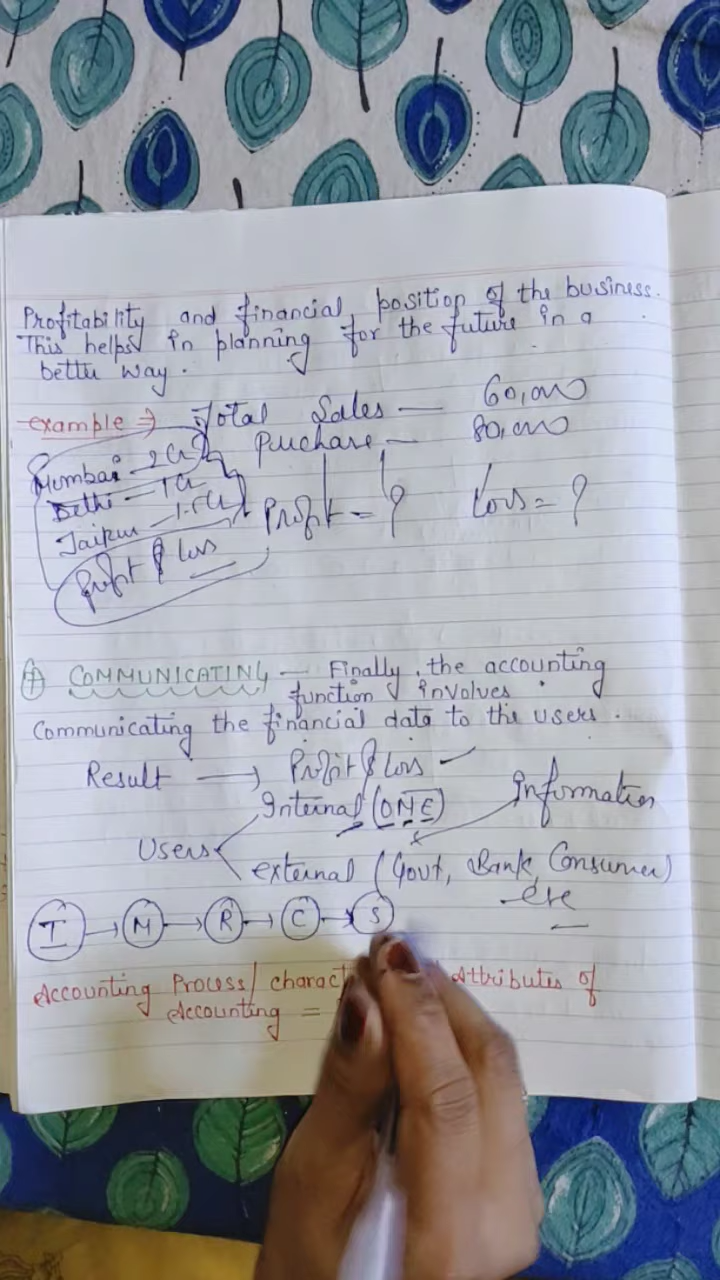 Profitability and financial position of the business.
This helps in planning for the future in a
better way.
example ⇒ Total Sales — 60,000
Purchase — 80,000
Mumbai - 2 Cr
Delhi - 1 Cr
Jaipur - 1.5 Cr
Profit = ? Loss = ?
Profit & Loss
COMMUNICATING — Finally, the accounting
function involves
communicating the financial data to the users.
Result → Profit & Loss
Internal (ONE) Information
Users
external (Govt, Bank, Consumer)
etc
I → M → R → C → S
Accounting Process/ Attributes of
Accounting =